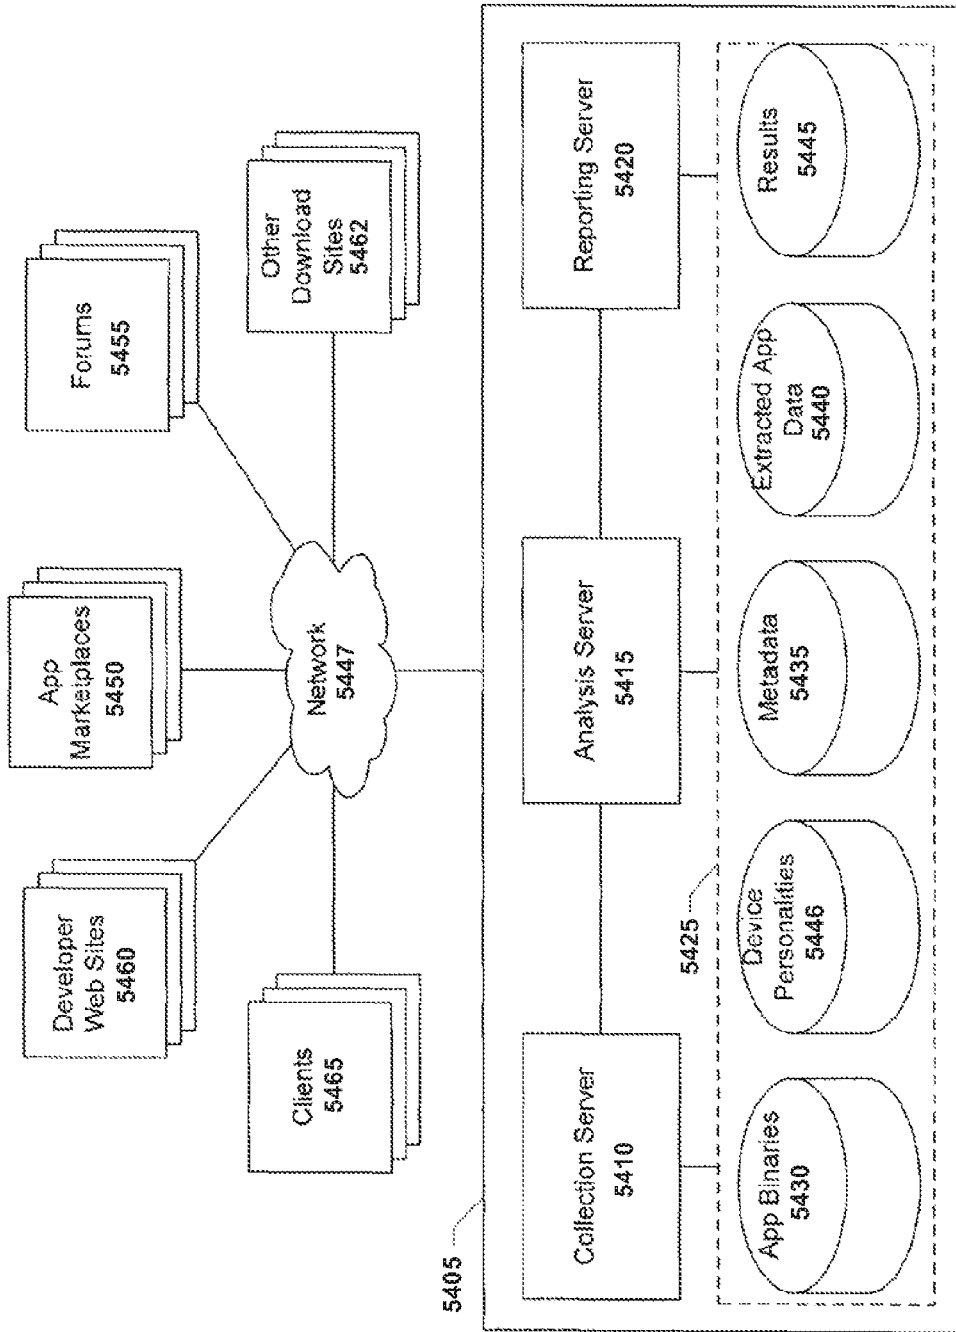 Developer
Web Sites
5460
App
Marketplaces
5450
Forums
5455
Clients
5465
Network
5447
Other
Download
Sites
5462
5405
Collection Server
5410
Analysis Server
5415
Reporting Server
5420
5425
App Binaries
5430
Device
Personalities
5446
Metadata
5435
Extracted App
Data
5440
Results
5445